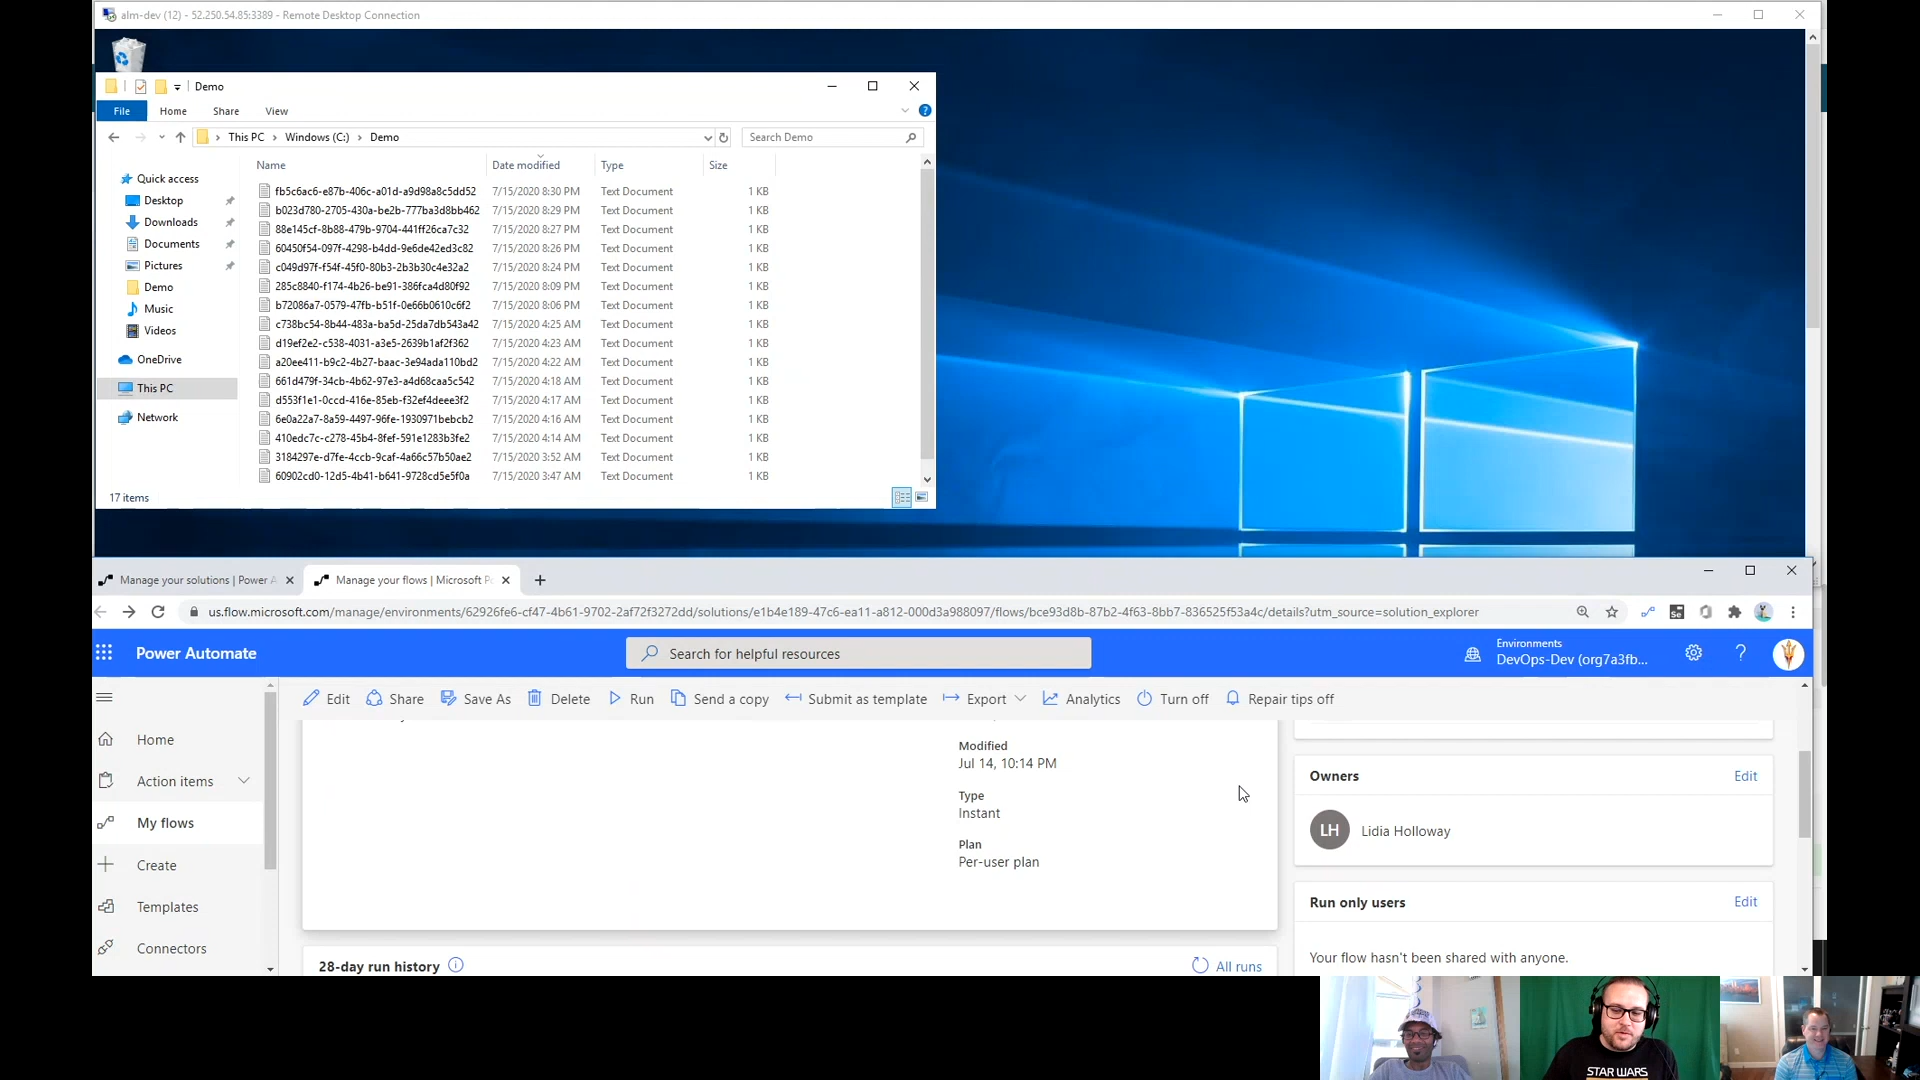 alm-dev (12) - 52.250.54.85:3389 - Remote Desktop Connection
Demo
File Home Share View
This PC > Windows (C:) > Demo
Search Demo
Name Date modified Type Size
Quick access
Desktop
Downloads
Documents
Pictures
Demo
Music
Videos
OneDrive
This PC
Network
fb5c6ac6-e87b-406c-a01d-a9d98a8c5dd52 7/15/2020 8:30 PM Text Document 1 KB
b023d780-2705-430a-be2b-777ba3d8bb462 7/15/2020 8:29 PM Text Document 1 KB
88e145cf-8b88-479b-9704-441ff26ca7c32 7/15/2020 8:27 PM Text Document 1 KB
60450f54-097f-4298-b4dd-9e6de42ed3c82 7/15/2020 8:26 PM Text Document 1 KB
c049d97f-f54f-45f0-80b3-2b3b30c4e32a2 7/15/2020 8:24 PM Text Document 1 KB
285c8840-f174-4b26-be91-386fca4d80f92 7/15/2020 8:09 PM Text Document 1 KB
b72086a7-0579-47fb-b51f-0e66b0610c6f2 7/15/2020 8:06 PM Text Document 1 KB
c738bc54-8b44-483a-ba5d-25da7db543a42 7/15/2020 4:25 AM Text Document 1 KB
d19ef2e2-c538-4031-a3e5-2639b1af2f362 7/15/2020 4:23 AM Text Document 1 KB
a20ee411-b9c2-4b27-baac-3e94ada110bd2 7/15/2020 4:22 AM Text Document 1 KB
661d479f-34cb-4b62-97e3-a4d68caa5c542 7/15/2020 4:18 AM Text Document 1 KB
d553f1e1-0ccd-416e-85eb-f32ef4deee3f2 7/15/2020 4:17 AM Text Document 1 KB
6e0a22a7-8a59-4497-96fe-1930971bebcb2 7/15/2020 4:16 AM Text Document 1 KB
410edc7c-c278-45b4-8fef-591e1283b3fe2 7/15/2020 4:14 AM Text Document 1 KB
3184297e-d7fe-4ccb-9caf-4a66c57b50ae2 7/15/2020 3:52 AM Text Document 1 KB
60902cd0-12d5-4b41-b641-9728cd5e5f0a 7/15/2020 3:47 AM Text Document 1 KB
17 items
Manage your solutions | Power A
Manage your flows | Microsoft Po
us.flow.microsoft.com/manage/environments/62926fe6-cf47-4b61-9702-2af72f3272dd/solutions/e1b4e189-47c6-ea11-a812-000d3a988097/flows/bce93d8b-87b2-4f63-8bb7-836525f53a4c/details?utm_source=solution_explorer
Power Automate
Search for helpful resources
Environments
DevOps-Dev (org7a3fb...
Edit Share Save As Delete Run Send a copy Submit as template Export Analytics Turn off Repair tips off
Home
Action items
My flows
Create
Templates
Connectors
Modified
Jul 14, 10:14 PM
Type
Instant
Plan
Per-user plan
28-day run history
All runs
Owners
Edit
LH
Lidia Holloway
Run only users
Edit
Your flow hasn't been shared with anyone.
STAR WARS